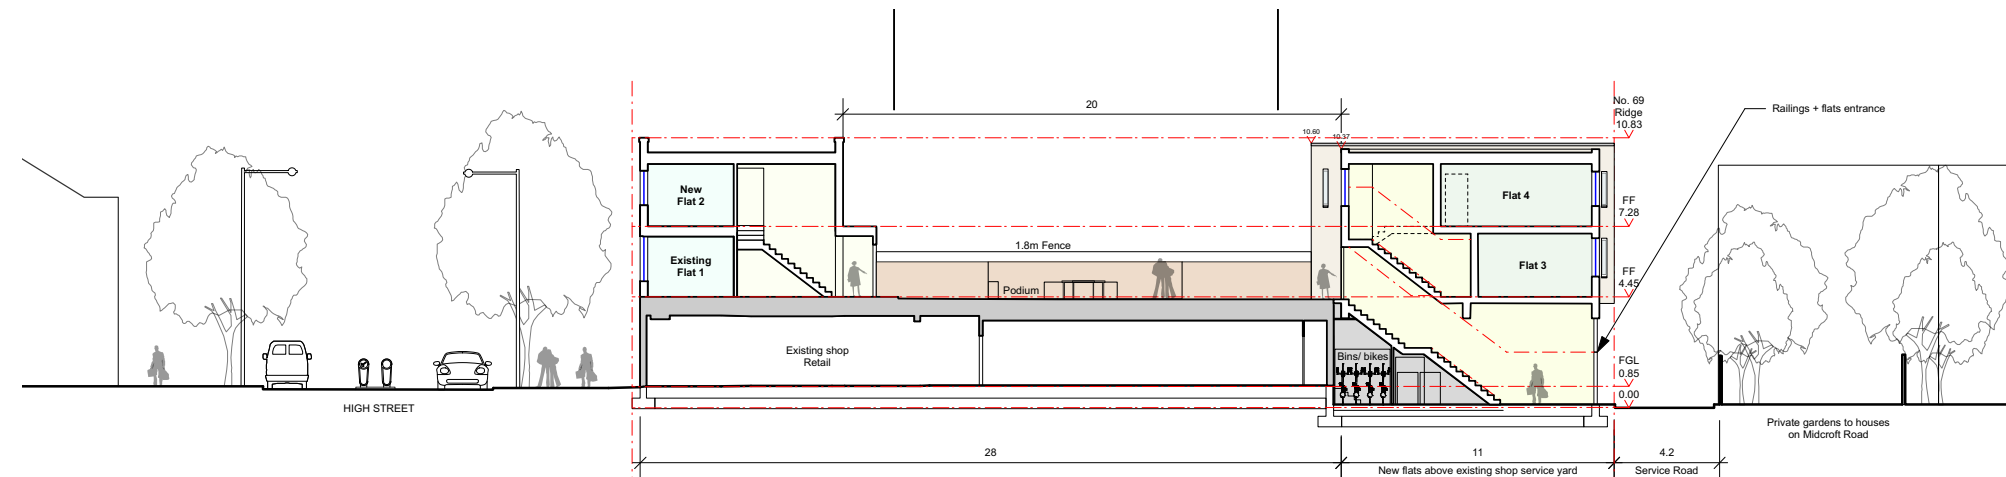 20
No. 69
Ridge
10.83
Railings + flats entrance
10.60
10.37
New
Flat 2
Flat 4
FF
7.28
1.8m Fence
Existing
Flat 1
Flat 3
Podium
FF
4.45
Existing shop
Retail
Bins/ bikes
FGL
0.85
0.00
HIGH STREET
Private gardens to houses
on Midcroft Road
28
11
4.2
New flats above existing shop service yard
Service Road